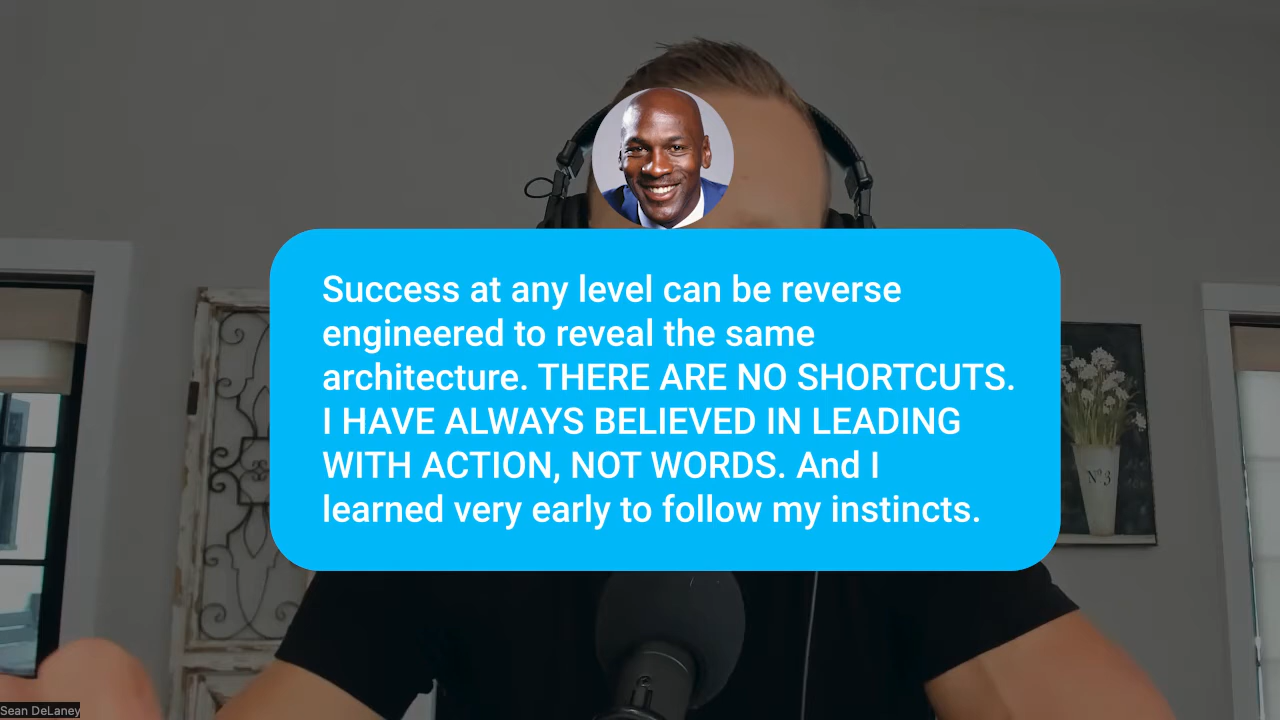 Success at any level can be reverse
engineered to reveal the same
architecture. THERE ARE NO SHORTCUTS.
I HAVE ALWAYS BELIEVED IN LEADING
WITH ACTION, NOT WORDS. And I
learned very early to follow my instincts.
Nº3
Sean DeLaney